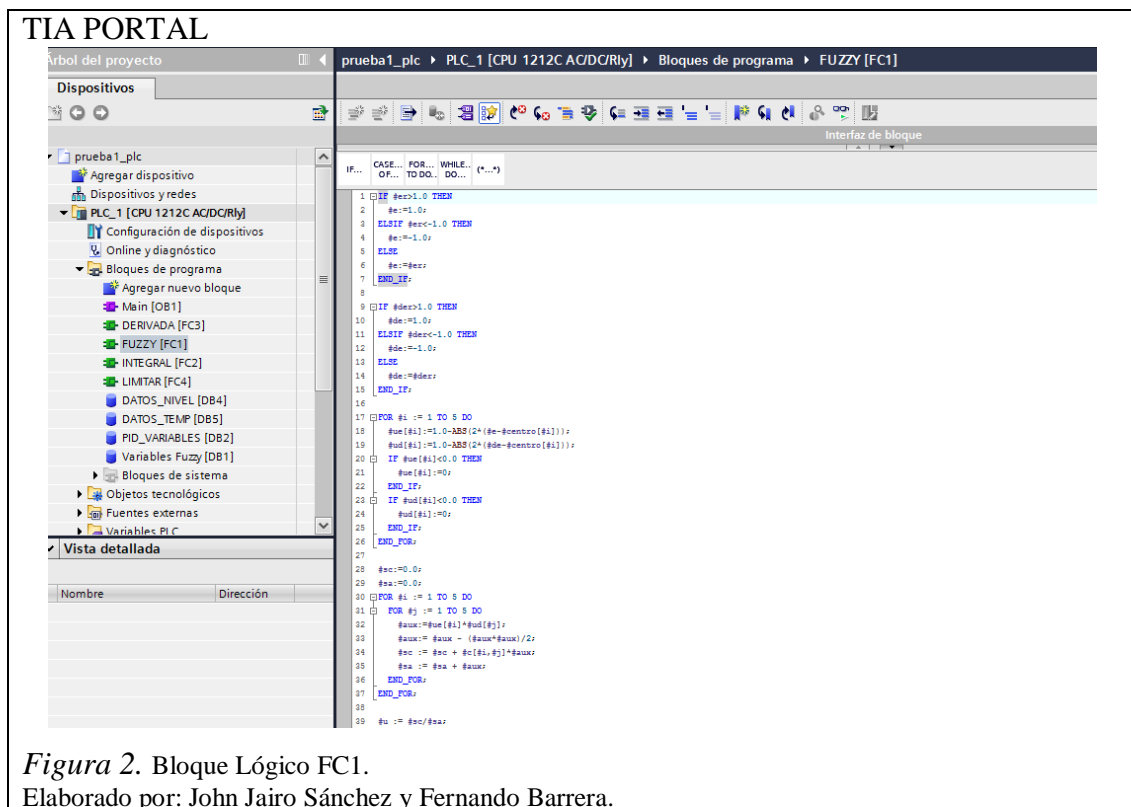 TIA PORTAL
Árbol del proyecto
prueba1_plc ▸ PLC_1 [CPU 1212C AC/DC/Rly] ▸ Bloques de programa ▸ FUZZY [FC1]
Dispositivos
Interfaz de bloque
prueba1_plc
Agregar dispositivo
Dispositivos y redes
PLC_1 [CPU 1212C AC/DC/Rly]
Configuración de dispositivos
Online y diagnóstico
Bloques de programa
Agregar nuevo bloque
Main [OB1]
DERIVADA [FC3]
FUZZY [FC1]
INTEGRAL [FC2]
LIMITAR [FC4]
DATOS_NIVEL [DB4]
DATOS_TEMP [DB5]
PID_VARIABLES [DB2]
Variables Fuzzy [DB1]
Bloques de sistema
Objetos tecnológicos
Fuentes externas
Variables PLC
Vista detallada
Nombre Dirección
IF... CASE... OF... FOR... TO DO.. WHILE.. DO... (*...*)
1 IF #er>1.0 THEN
2 #e:=1.0;
3 ELSIF #er<-1.0 THEN
4 #e:=-1.0;
5 ELSE
6 #e:=#er;
7 END_IF;
8
9 IF #der>1.0 THEN
10 #de:=1.0;
11 ELSIF #der<-1.0 THEN
12 #de:=-1.0;
13 ELSE
14 #de:=#der;
15 END_IF;
16
17 FOR #i := 1 TO 5 DO
18 #ue[#i]:=1.0-ABS(2*(#e-#centro[#i]));
19 #ud[#i]:=1.0-ABS(2*(#de-#centro[#i]));
20 IF #ue[#i]<0.0 THEN
21 #ue[#i]:=0;
22 END_IF;
23 IF #ud[#i]<0.0 THEN
24 #ud[#i]:=0;
25 END_IF;
26 END_FOR;
27
28 #sc:=0.0;
29 #sa:=0.0;
30 FOR #i := 1 TO 5 DO
31 FOR #j := 1 TO 5 DO
32 #aux:=#ue[#i]*#ud[#j];
33 #aux:= #aux - (#aux*#aux)/2;
34 #sc := #sc + #c[#i,#j]*#aux;
35 #sa := #sa + #aux;
36 END_FOR;
37 END_FOR;
38
39 #u := #sc/#sa;
Figura 2. Bloque Lógico FC1.
Elaborado por: John Jairo Sánchez y Fernando Barrera.